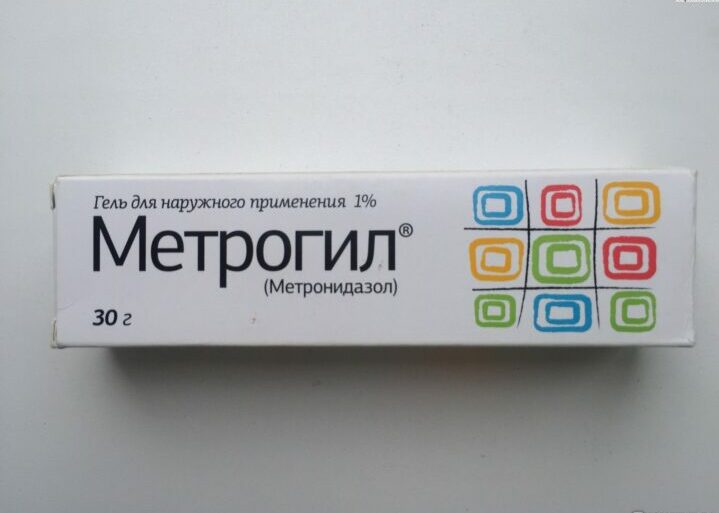 Гель для наружного применения 1%
Метрогил®
(Метронидазол)
30 г